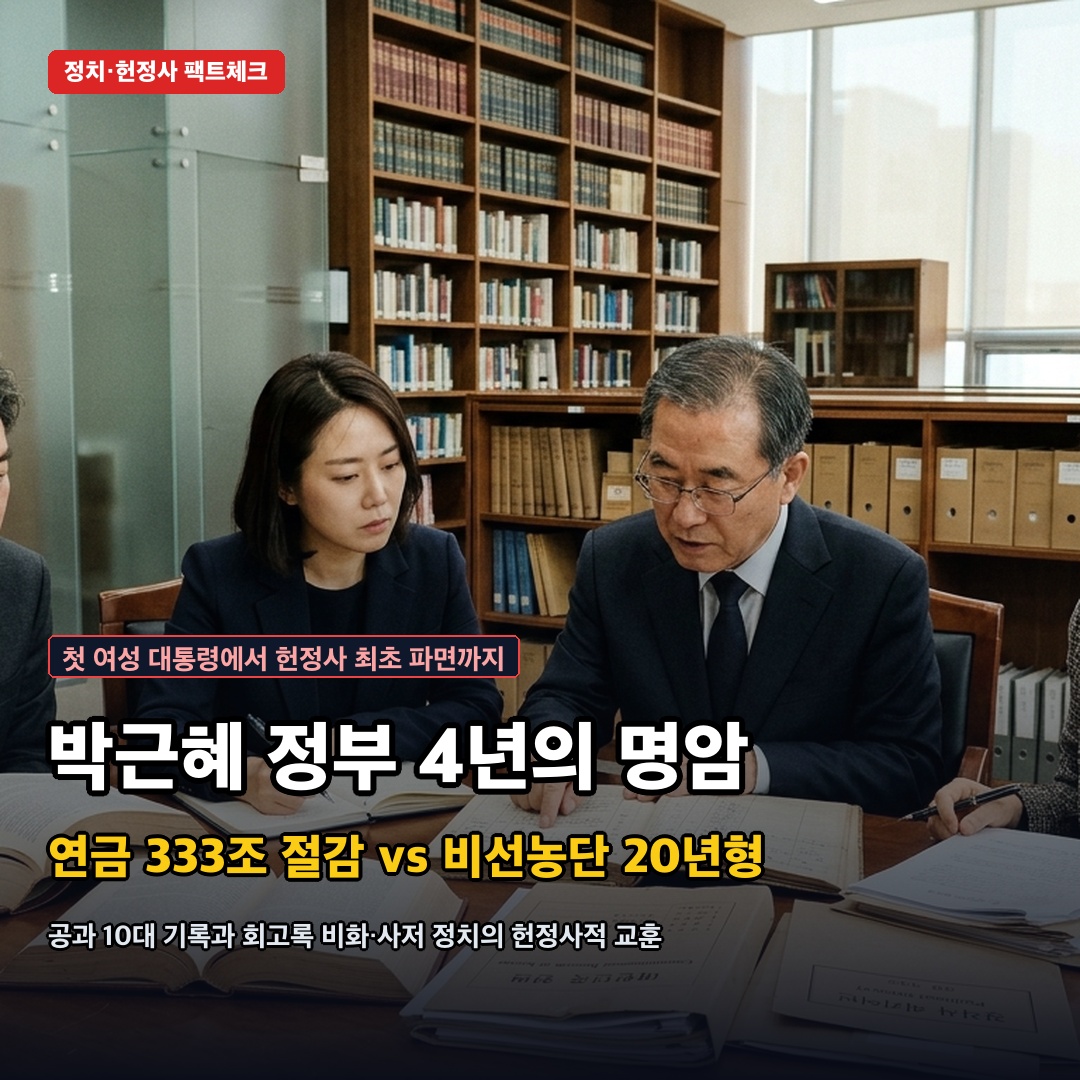 정치·헌정사 팩트체크
첫 여성 대통령에서 헌정사 최초 파면까지
박근혜 정부 4년의 명암
연금 333조 절감 vs 비선농단 20년형
공과 10대 기록과 회고록 비화·사저 정치의 헌정사적 교훈